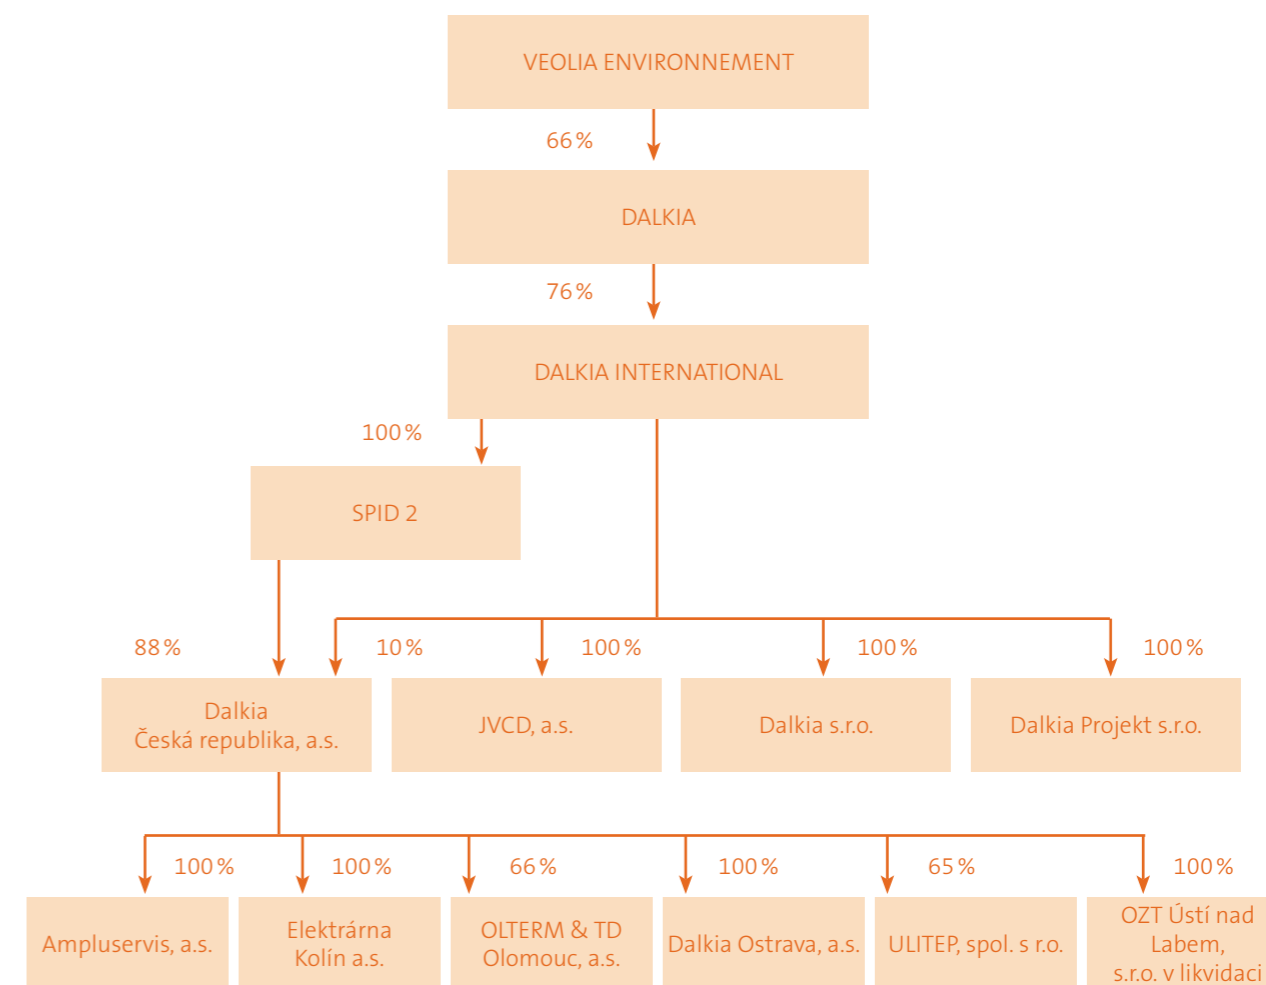 VEOLIA ENVIRONNEMENT
66 %
DALKIA
76 %
DALKIA INTERNATIONAL
100 %
SPID 2
88 %
10 %
100 %
100 %
100 %
Dalkia
Česká republika, a.s.
JVCD, a.s.
Dalkia s.r.o.
Dalkia Projekt s.r.o.
100 %
100 %
66 %
100 %
65 %
100 %
Ampluservis, a.s.
Elektrárna
Kolín a.s.
OLTERM & TD
Olomouc, a.s.
Dalkia Ostrava, a.s.
ULITEP, spol. s r.o.
OZT Ústí nad
Labem,
s.r.o. v likvidaci